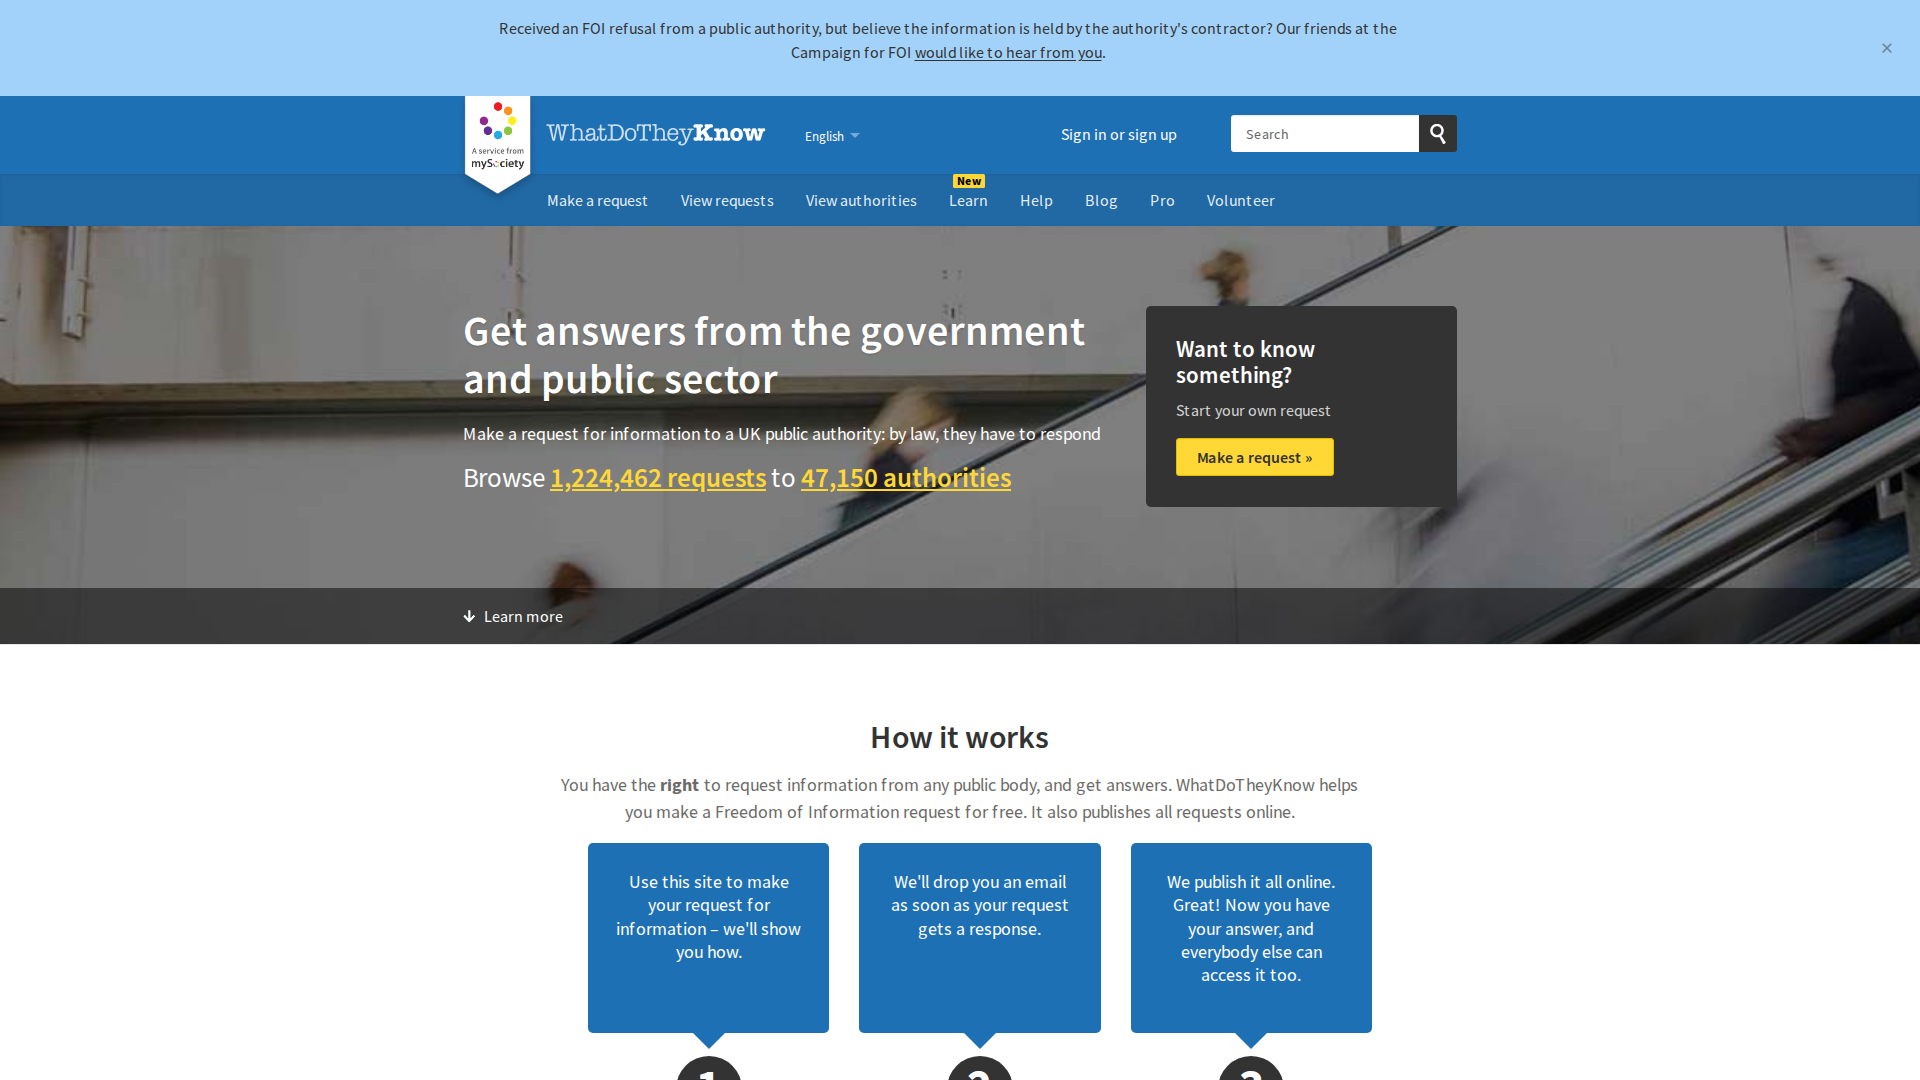 Received an FOI refusal from a public authority, but believe the information is held by the authority's contractor? Our friends at the
Campaign for FOI would like to hear from you.
×
A service from
mySociety
WhatDoTheyKnow
English
Sign in or sign up
Search
Make a request
View requests
View authorities
New
Learn
Help
Blog
Pro
Volunteer
Get answers from the government
and public sector
Make a request for information to a UK public authority: by law, they have to respond
Browse 1,224,462 requests to 47,150 authorities
Want to know
something?
Start your own request
Make a request »
Learn more
How it works
You have the right to request information from any public body, and get answers. WhatDoTheyKnow helps
you make a Freedom of Information request for free. It also publishes all requests online.
Use this site to make
your request for
information – we'll show
you how.
We'll drop you an email
as soon as your request
gets a response.
We publish it all online.
Great! Now you have
your answer, and
everybody else can
access it too.
1
2
3